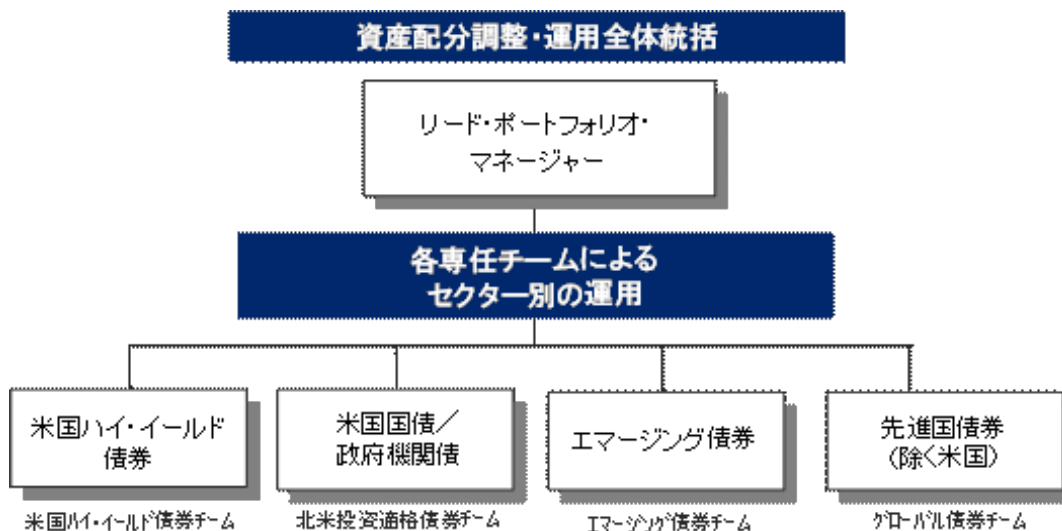 資産配分調整・運用全体統括
リード・ポートフォリオ・
マネージャー
各専任チームによる
セクター別の運用
米国ハイ・イールド
債券
米国国債／
政府機関債
エマージング債券
先進国債券
(除く米国)
米国ﾊｲ・ｲｰﾙﾄﾞ債券ﾁｰﾑ
北米投資適格債券ﾁｰﾑ
ｴﾏｰｼﾞﾝｸﾞ債券ﾁｰﾑ
ｸﾞﾛｰﾊﾞﾙ債券ﾁｰﾑ